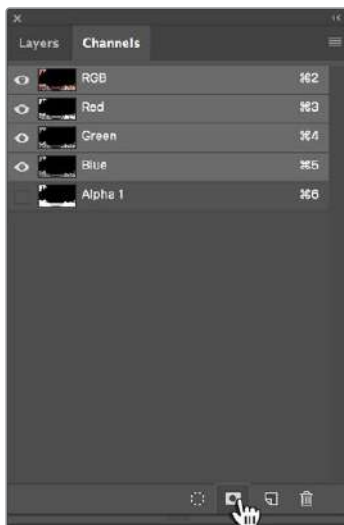 Layers Channels
RGB ⌘2
Red ⌘3
Green ⌘4
Blue ⌘5
Alpha 1 ⌘6